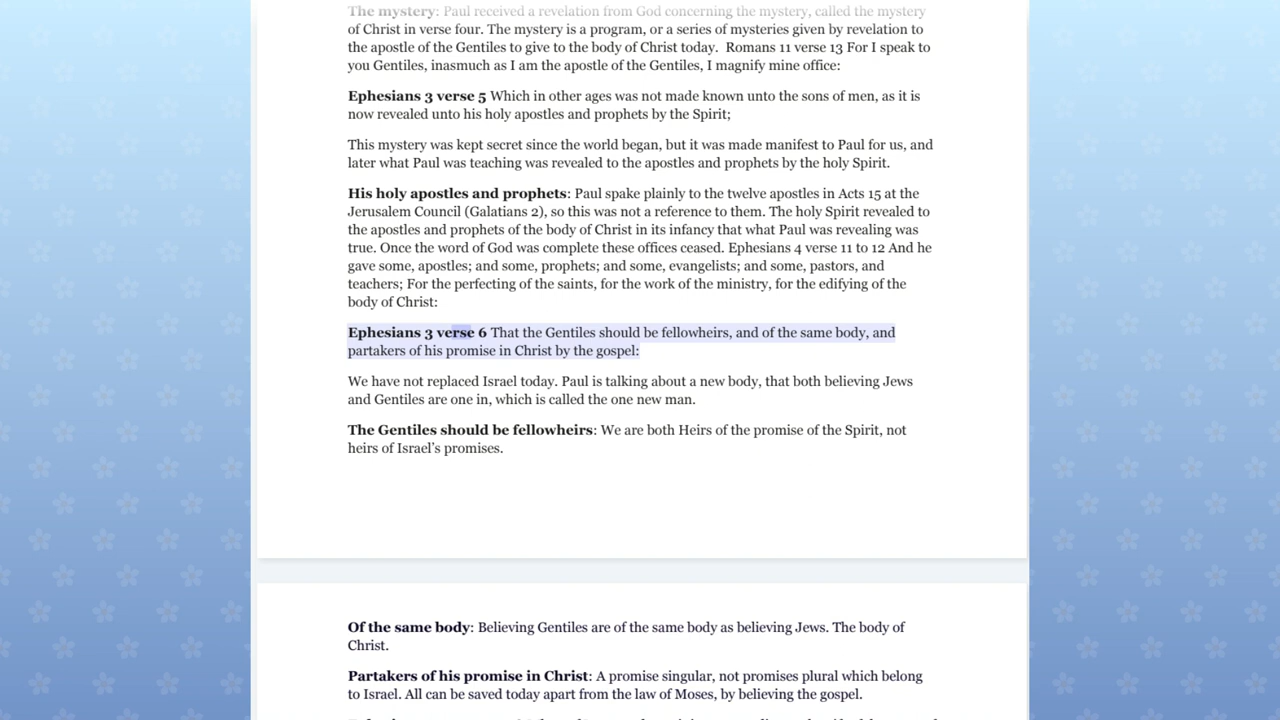 The mystery: Paul received a revelation from God concerning the mystery, called the mystery
of Christ in verse four. The mystery is a program, or a series of mysteries given by revelation to
the apostle of the Gentiles to give to the body of Christ today.  Romans 11 verse 13 For I speak to
you Gentiles, inasmuch as I am the apostle of the Gentiles, I magnify mine office:
Ephesians 3 verse 5 Which in other ages was not made known unto the sons of men, as it is
now revealed unto his holy apostles and prophets by the Spirit;
This mystery was kept secret since the world began, but it was made manifest to Paul for us, and
later what Paul was teaching was revealed to the apostles and prophets by the holy Spirit.
His holy apostles and prophets: Paul spake plainly to the twelve apostles in Acts 15 at the
Jerusalem Council (Galatians 2), so this was not a reference to them. The holy Spirit revealed to
the apostles and prophets of the body of Christ in its infancy that what Paul was revealing was
true. Once the word of God was complete these offices ceased. Ephesians 4 verse 11 to 12 And he
gave some, apostles; and some, prophets; and some, evangelists; and some, pastors, and
teachers; For the perfecting of the saints, for the work of the ministry, for the edifying of the
body of Christ:
Ephesians 3 verse 6 That the Gentiles should be fellowheirs, and of the same body, and
partakers of his promise in Christ by the gospel:
We have not replaced Israel today. Paul is talking about a new body, that both believing Jews
and Gentiles are one in, which is called the one new man.
The Gentiles should be fellowheirs: We are both Heirs of the promise of the Spirit, not
heirs of Israel's promises.
Of the same body: Believing Gentiles are of the same body as believing Jews. The body of
Christ.
Partakers of his promise in Christ: A promise singular, not promises plural which belong
to Israel. All can be saved today apart from the law of Moses, by believing the gospel.